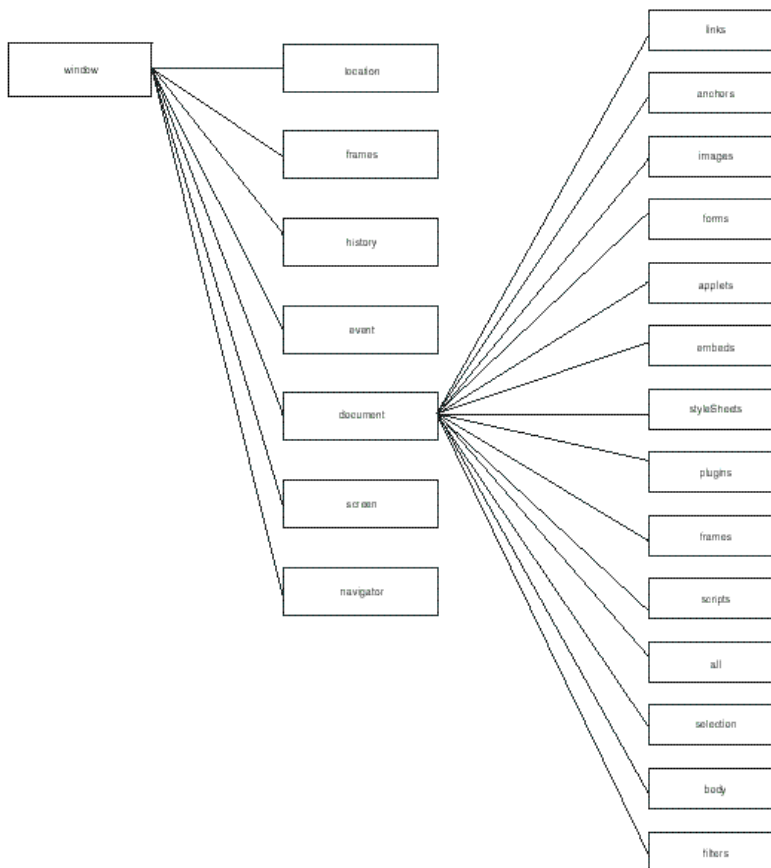 window
location
frames
history
event
document
screen
navigator
links
anchors
images
forms
applets
embeds
styleSheets
plugins
frames
scripts
all
selection
body
filters